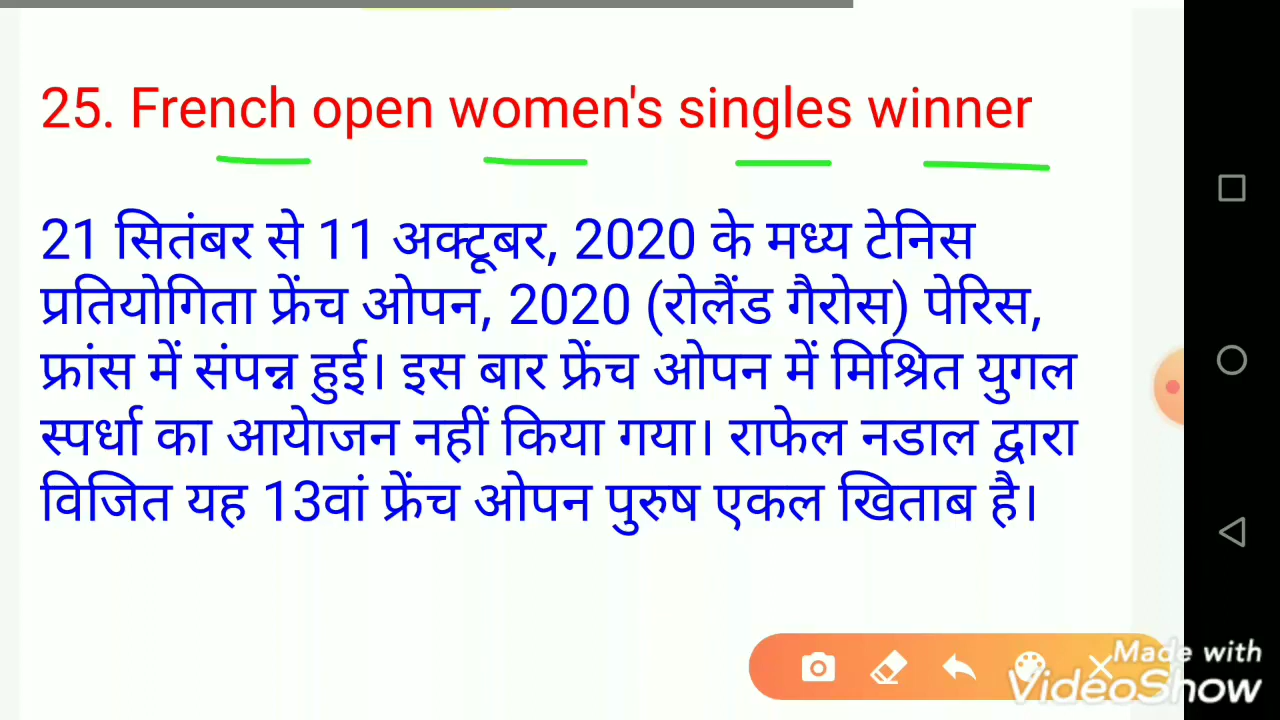 25. French open women's singles winner
21 सितंबर से 11 अक्टूबर, 2020 के मध्य टेनिस
प्रतियोगिता फ्रेंच ओपन, 2020 (रोलैंड गैरोस) पेरिस,
फ्रांस में संपन्न हुई। इस बार फ्रेंच ओपन में मिश्रित युगल
स्पर्धा का आयेाजन नहीं किया गया। राफेल नडाल द्वारा
विजित यह 13वां फ्रेंच ओपन पुरुष एकल खिताब है।
Made with
VideoShow